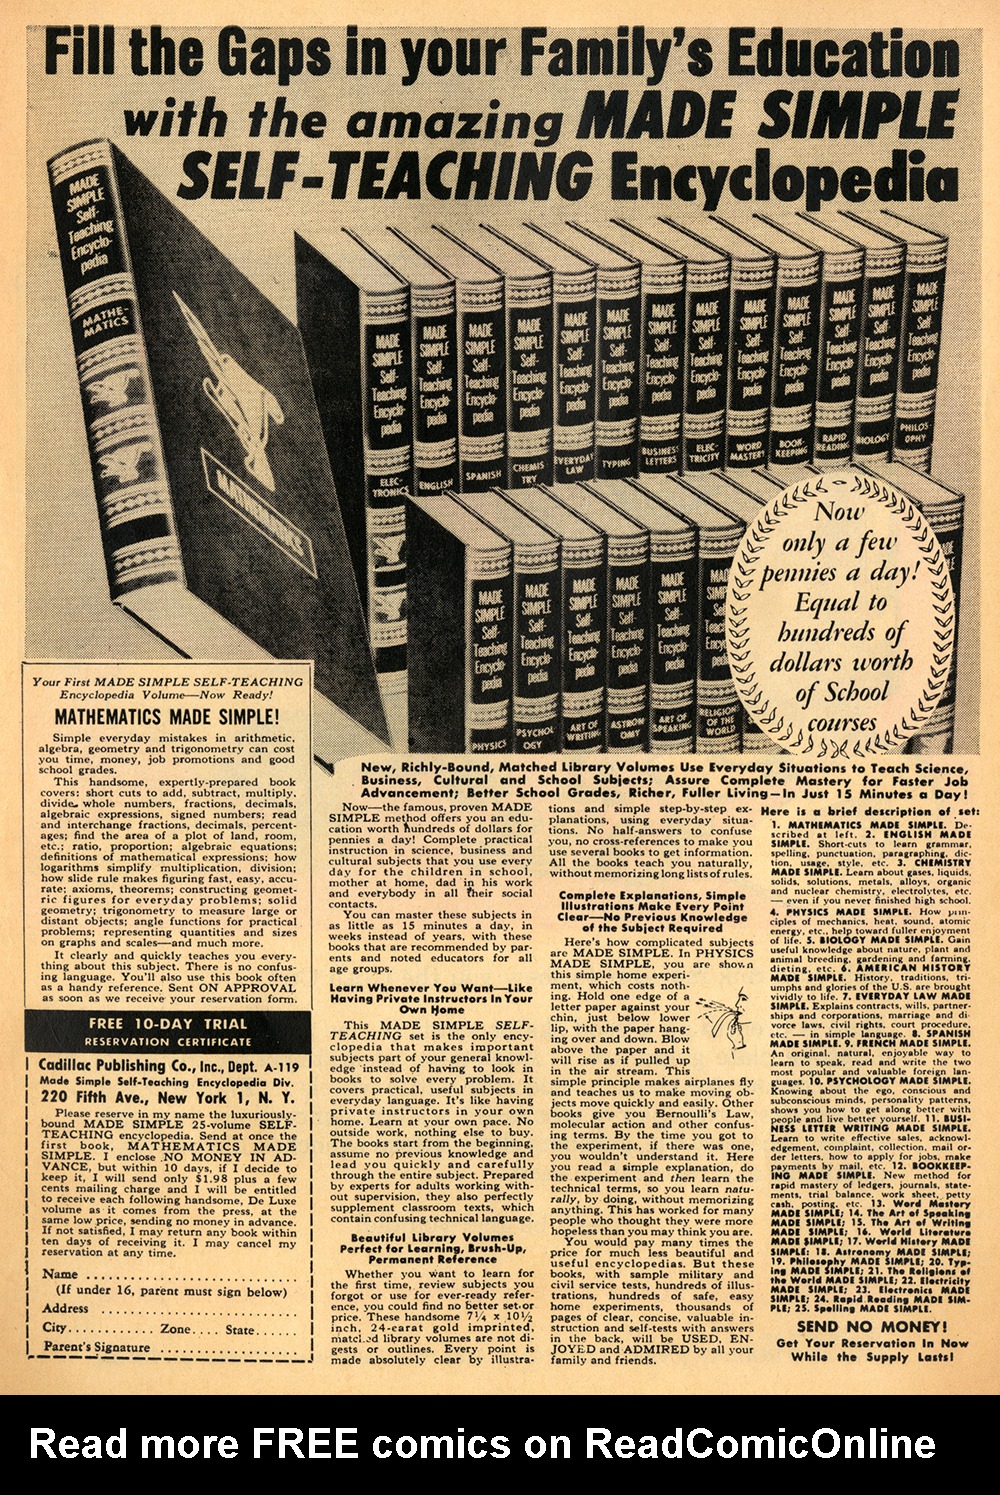 Fill the Gaps in your Family's Education
with the amazing MADE SIMPLE
SELF-TEACHING Encyclopedia
MADE
SIMPLE
Self-
Teaching
Encyclo-
pedia
MATHE-
MATICS
MATHEMATICS
MADE
SIMPLE
Self-
Teaching
Encyclo-
pedia
ELEC-
TRONICS
ENGLISH
SPANISH
CHEMIS-
TRY
EVERYDAY
LAW
TYPING
BUSINESS
LETTERS
ELEC-
TRICITY
WORD
MASTERY
BOOK-
KEEPING
RAPID
READING
BIOLOGY
PHILOS-
OPHY
PHYSICS
PSYCHOL-
OGY
ART OF
WRITING
ASTRON-
OMY
ART OF
SPEAKING
RELIGIONS
OF THE
WORLD
Now
only a few
pennies a day!
Equal to
hundreds of
dollars worth
of School
courses
Your First MADE SIMPLE SELF-TEACHING
Encyclopedia Volume—Now Ready!
MATHEMATICS MADE SIMPLE!
Simple everyday mistakes in arithmetic,
algebra, geometry and trigonometry can cost
you time, money, job promotions and good
school grades.
This handsome, expertly-prepared book
covers: short cuts to add, subtract, multiply,
divide whole numbers, fractions, decimals,
algebraic expressions, signed numbers; read
and interchange fractions, decimals, percent-
ages; find the area of a plot of land, room,
etc.; ratio, proportion; algebraic equations;
definitions of mathematical expressions; how
logarithms simplify multiplication, division;
how slide rule makes figuring fast, easy, accu-
rate; axioms, theorems; constructing geomet-
ric figures for everyday problems; solid
geometry; trigonometry to measure large or
distant objects; angle functions for practical
problems; representing quantities and sizes
on graphs and scales—and much more.
It clearly and quickly teaches you every-
thing about this subject. There is no confus-
ing language. You'll also use this book often
as a handy reference. Sent ON APPROVAL
as soon as we receive your reservation form.
FREE 10-DAY TRIAL
RESERVATION CERTIFICATE
Cadillac Publishing Co., Inc., Dept. A-119
Made Simple Self-Teaching Encyclopedia Div.
220 Fifth Ave., New York 1, N. Y.
Please reserve in my name the luxuriously-
bound MADE SIMPLE 25-volume SELF-
TEACHING encyclopedia. Send at once the
first book, MATHEMATICS MADE
SIMPLE. I enclose NO MONEY IN AD-
VANCE, but within 10 days, if I decide to
keep it, I will send only $1.98 plus a few
cents mailing charge and I will be entitled
to receive each following handsome, De Luxe
volume as it comes from the press, at the
same low price, sending no money in advance.
If not satisfied, I may return any book within
ten days of receiving it. I may cancel my
reservation at any time.
Name
(If under 16, parent must sign below)
Address
City............ Zone.... State......
Parent's Signature
New, Richly-Bound, Matched Library Volumes Use Everyday Situations to Teach Science,
Business, Cultural and School Subjects; Assure Complete Mastery for Faster Job
Advancement; Better School Grades, Richer, Fuller Living—In Just 15 Minutes a Day!
Now—the famous, proven MADE
SIMPLE method offers you an edu-
cation worth hundreds of dollars for
pennies a day! Complete practical
instruction in science, business and
cultural subjects that you use every
day for the children in school,
mother at home, dad in his work
and everybody in all their social
contacts.
You can master these subjects in
as little as 15 minutes a day, in
weeks instead of years, with these
books that are recommended by par-
ents and noted educators for all
age groups.
Learn Whenever You Want—Like
Having Private Instructors In Your
Own Home
This MADE SIMPLE SELF-
TEACHING set is the only ency-
clopedia that makes important
subjects part of your general knowl-
edge instead of having to look in
books to solve every problem. It
covers practical, useful subjects in
everyday language. It's like having
private instructors in your own
home. Learn at your own pace. No
outside work, nothing else to buy.
The books start from the beginning,
assume no previous knowledge and
lead you quickly and carefully
through the entire subject. Prepared
by experts for adults working with-
out supervision, they also perfectly
supplement classroom texts, which
contain confusing technical language.
Beautiful Library Volumes
Perfect for Learning, Brush-Up,
Permanent Reference
Whether you want to learn for
the first time, review subjects you
forgot or use for ever-ready refer-
ence, you could find no better set or
price. These handsome 7¼ x 10½
inch, 24-carat gold imprinted,
matched library volumes are not di-
gests or outlines. Every point is
made absolutely clear by illustra-
tions and simple step-by-step ex-
planations, using everyday situa-
tions. No half-answers to confuse
you, no cross-references to make you
use several books to get information.
All the books teach you naturally,
without memorizing long lists of rules.
Complete Explanations, Simple
Illustrations Make Every Point
Clear—No Previous Knowledge
of the Subject Required
Here's how complicated subjects
are MADE SIMPLE. In PHYSICS
MADE SIMPLE, you are shown
this simple home experi-
ment, which costs noth-
ing. Hold one edge of a
letter paper against your
chin, just below lower
lip, with the paper hang-
ing over and down. Blow
above the paper and it
will rise as if pulled up
in the air stream. This
simple principle makes airplanes fly
and teaches us to make moving ob-
jects move quickly and easily. Other
books give you Bernoulli's Law,
molecular action and other confus-
ing terms. By the time you got to
the experiment, if there was one,
you wouldn't understand it. Here
you read a simple explanation, do
the experiment and then learn the
technical terms, so you learn natu-
rally, by doing, without memorizing
anything. This has worked for many
people who thought they were more
hopeless than you may think you are.
You would pay many times the
price for much less beautiful and
useful encyclopedias. But these
books, with sample military and
civil service tests, hundreds of illus-
trations, hundreds of safe, easy
home experiments, thousands of
pages of clear, concise, valuable in-
struction and self-tests with answers
in the back, will be USED, EN-
JOYED and ADMIRED by all your
family and friends.
Here is a brief description of set:
1. MATHEMATICS MADE SIMPLE. De-
scribed at left. 2. ENGLISH MADE
SIMPLE. Short-cuts to learn grammar,
spelling, punctuation, paragraphing, dic-
tion, usage, style, etc. 3. CHEMISTRY
MADE SIMPLE. Learn about gases, liquids,
solids, solutions, metals, alloys, organic
and nuclear chemistry, electrolytes, etc.
— even if you never finished high school.
4. PHYSICS MADE SIMPLE. How prin-
ciples of mechanics, heat, sound, atomic
energy, etc., help toward fuller enjoyment
of life. 5. BIOLOGY MADE SIMPLE. Gain
useful knowledge about nature, plant and
animal breeding, gardening and farming,
dieting, etc. 6. AMERICAN HISTORY
MADE SIMPLE. History, traditions, tri-
umphs and glories of the U.S. are brought
vividly to life. 7. EVERYDAY LAW MADE
SIMPLE. Explains contracts, wills, partner-
ships and corporations, marriage and di-
vorce laws, civil rights, court procedure,
etc. — in simple language. 8. SPANISH
MADE SIMPLE. 9. FRENCH MADE SIMPLE.
An original, natural, enjoyable way to
learn to speak, read and write the two
most popular and valuable foreign lan-
guages. 10. PSYCHOLOGY MADE SIMPLE.
Knowing about the ego, conscious and
subconscious minds, personality patterns,
shows you how to get along better with
people and live better yourself. 11. BUSI-
NESS LETTER WRITING MADE SIMPLE.
Learn to write effective sales, acknowl-
edgement, complaint, collection, mail or-
der letters, how to apply for jobs, make
payments by mail, etc. 12. BOOKKEEP-
ING MADE SIMPLE. New method for
rapid mastery of ledgers, journals, state-
ments, trial balance, work sheet, petty
cash, posting, etc. 13. Word Mastery
MADE SIMPLE; 14. The Art of Speaking
MADE SIMPLE; 15. The Art of Writing
MADE SIMPLE; 16. World Literature
MADE SIMPLE; 17. World History MADE
SIMPLE; 18. Astronomy MADE SIMPLE;
19. Philosophy MADE SIMPLE; 20. Typ-
ing MADE SIMPLE; 21. The Religions of
the World MADE SIMPLE; 22. Electricity
MADE SIMPLE; 23. Electronics MADE
SIMPLE; 24. Rapid Reading MADE SIM-
PLE; 25. Spelling MADE SIMPLE.
SEND NO MONEY!
Get Your Reservation In Now
While the Supply Lasts!
Read more FREE comics on ReadComicOnline